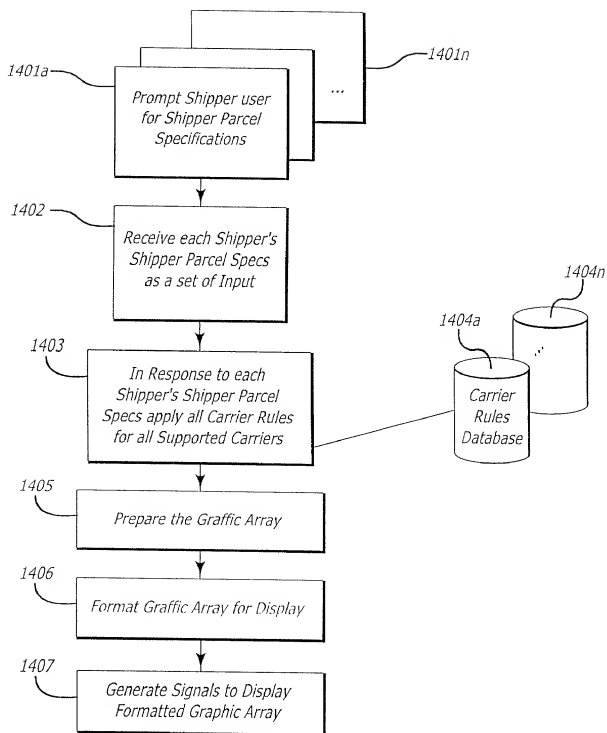 1401a
1401n
...
Prompt Shipper user
for Shipper Parcel
Specifications
1402
Receive each Shipper's
Shipper Parcel Specs
as a set of Input
1403
In Response to each
Shipper's Shipper Parcel
Specs apply all Carrier Rules
for all Supported Carriers
1404n
1404a
...
Carrier
Rules
Database
1405
Prepare the Graffic Array
1406
Format Graffic Array for Display
1407
Generate Signals to Display
Formatted Graphic Array